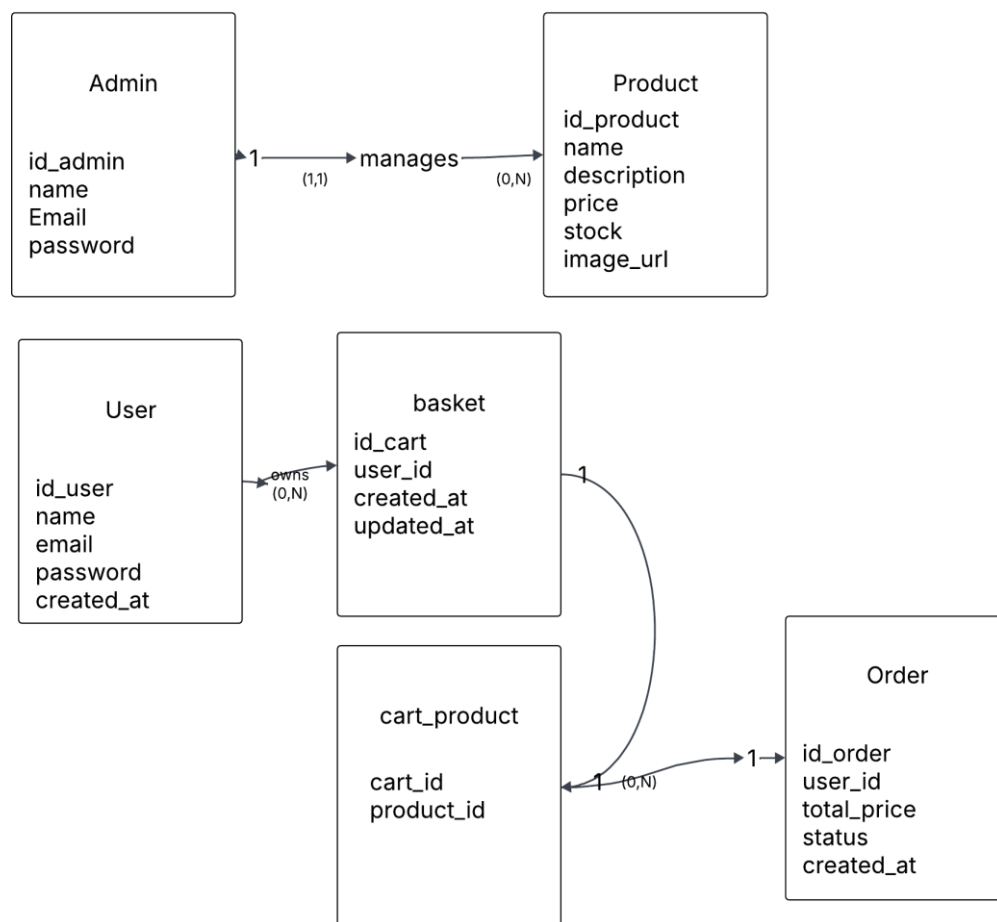 Admin
id_admin
name
Email
password
1
(1,1)
manages
(0,N)
Product
id_product
name
description
price
stock
image_url
User
id_user
name
email
password
created_at
owns
(0,N)
basket
id_cart
user_id
created_at
updated_at
1
cart_product
cart_id
product_id
1
(0,N)
1
Order
id_order
user_id
total_price
status
created_at